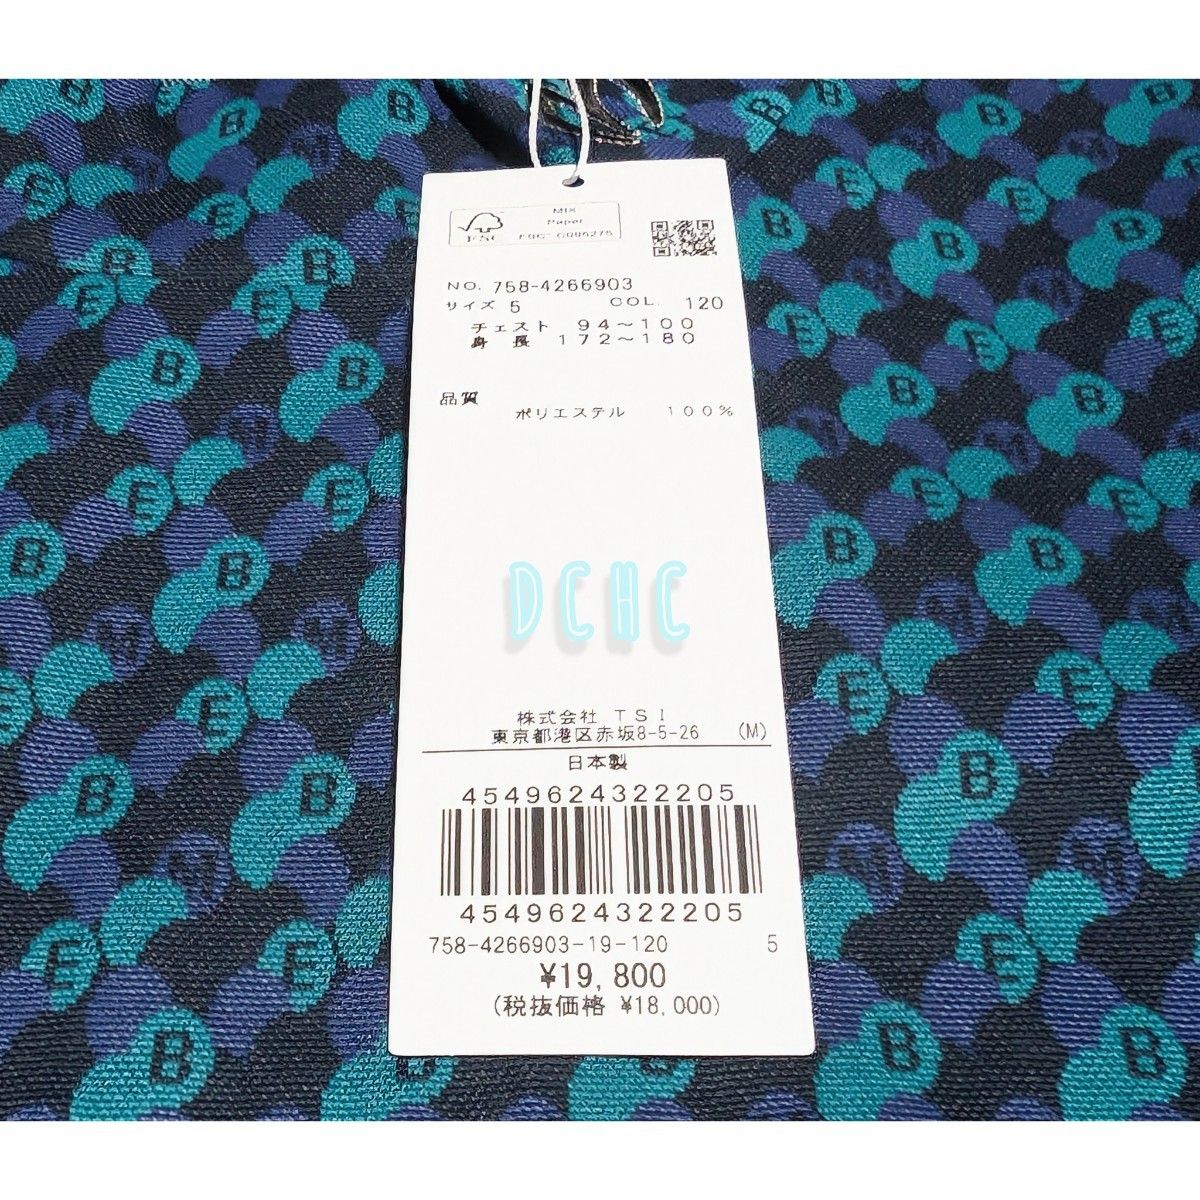 MIX
Paper
FSC
NO. 758-4266903
サイズ 5 COL. 120
チェスト 94～100
身長 172～180
品質
ポリエステル 100%
DCHC
株式会社 TSI
東京都港区赤坂8-5-26 (M)
日本製
4549624322205
4549624322205
758-4266903-19-120 5
¥19,800
(税抜価格 ¥18,000)